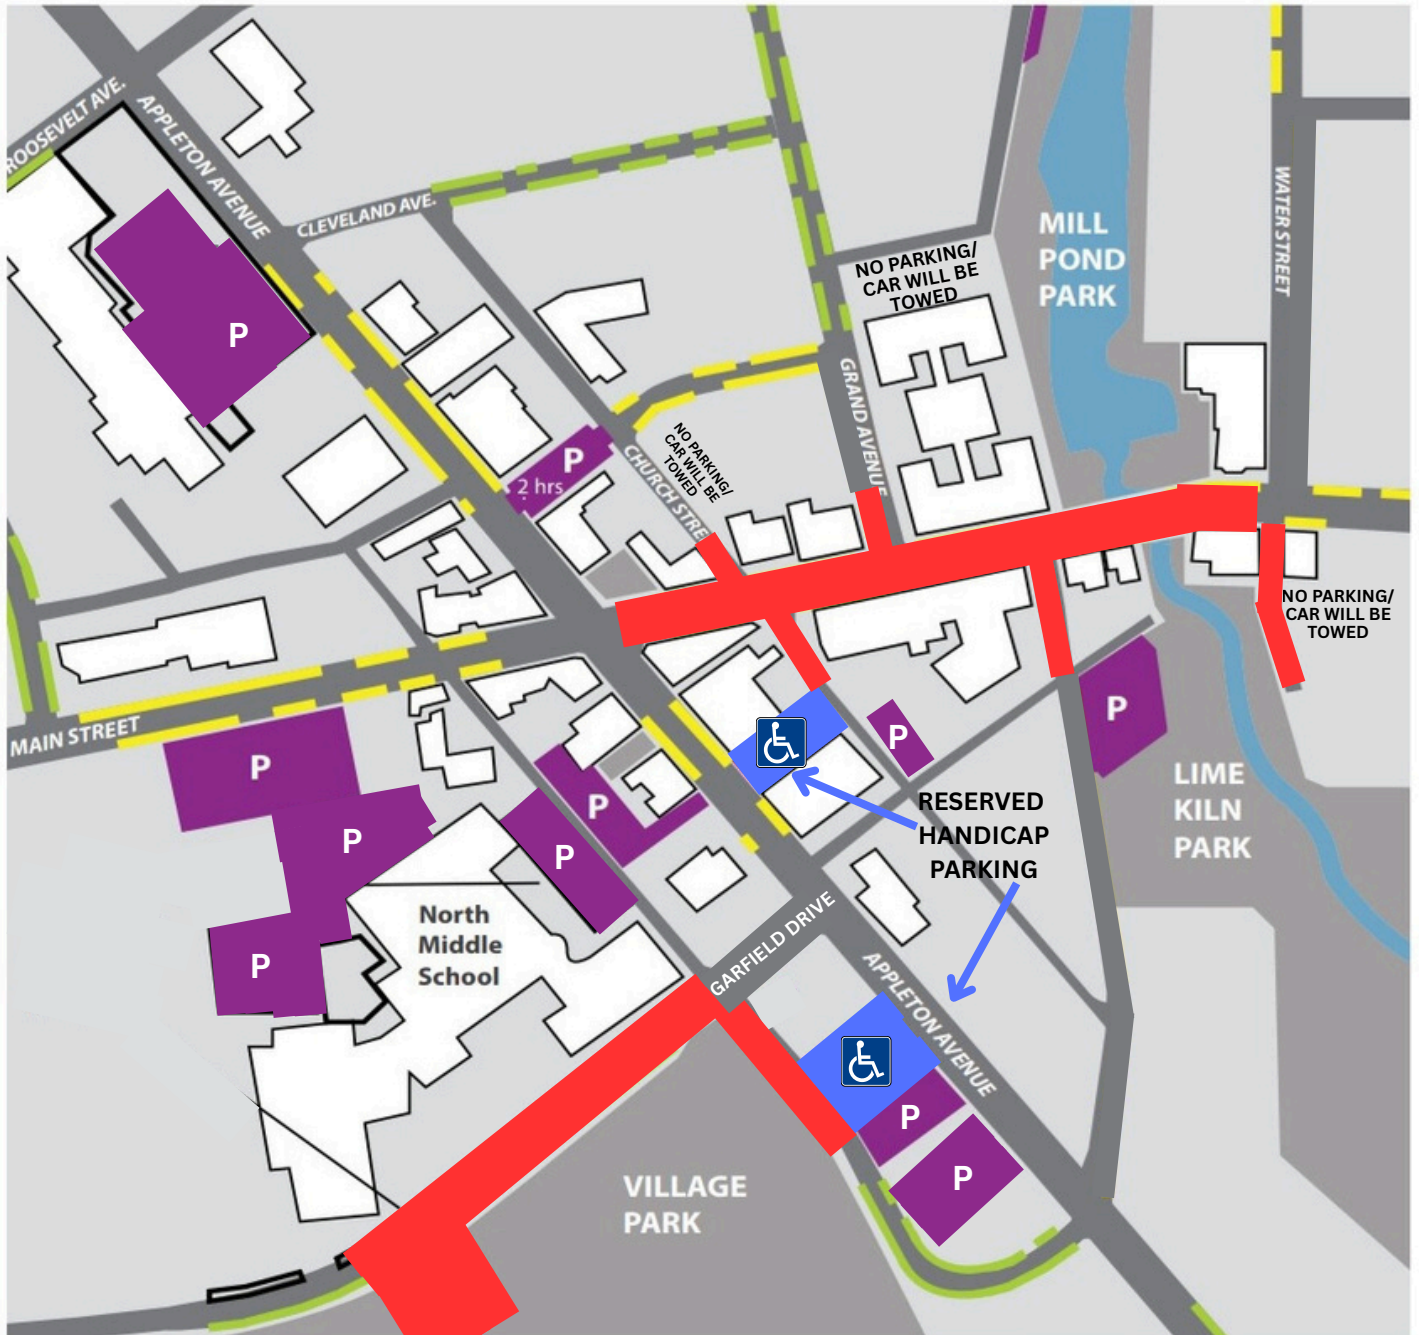 ROOSEVELT AVE.
APPLETON AVENUE
CLEVELAND AVE.
P
MILL
POND
PARK
WATER STREET
NO PARKING/
CAR WILL BE
TOWED
GRAND AVENUE
P
2 hrs
CHURCH STRE
NO PARKING/
CAR WILL BE
TOWED
NO PARKING/
CAR WILL BE
TOWED
MAIN STREET
P
P
P
P
P
P
P
LIME
KILN
PARK
RESERVED
HANDICAP
PARKING
North
Middle
School
GARFIELD DRIVE
APPLETON AVENUE
P
P
VILLAGE
PARK